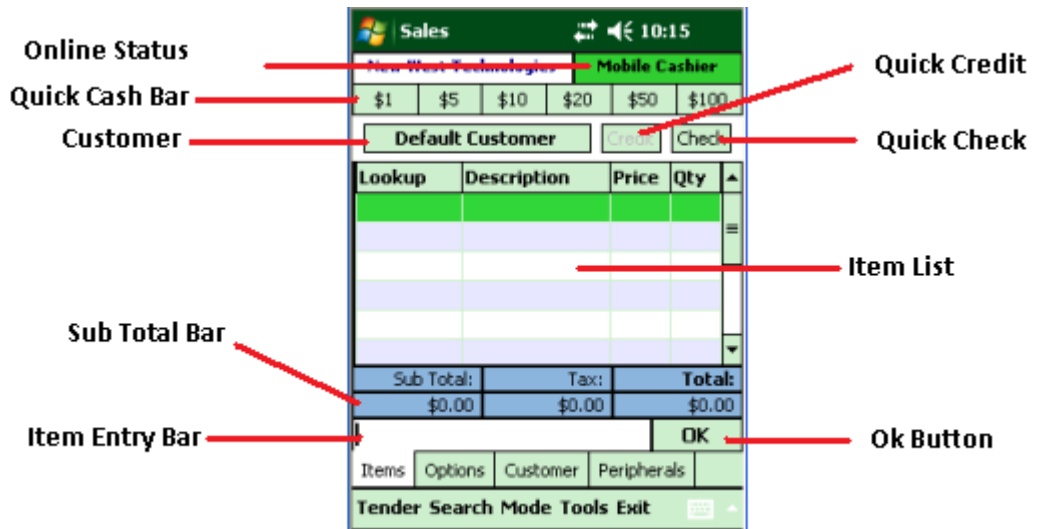 Sales 10:15
Online Status
New West Technologies Mobile Cashier
Quick Credit
Quick Cash Bar
$1 $5 $10 $20 $50 $100
Customer
Default Customer Credit Check
Quick Check
Lookup Description Price Qty
Item List
Sub Total Bar
Sub Total: Tax: Total:
$0.00 $0.00 $0.00
Item Entry Bar
OK
Ok Button
Items Options Customer Peripherals
Tender Search Mode Tools Exit